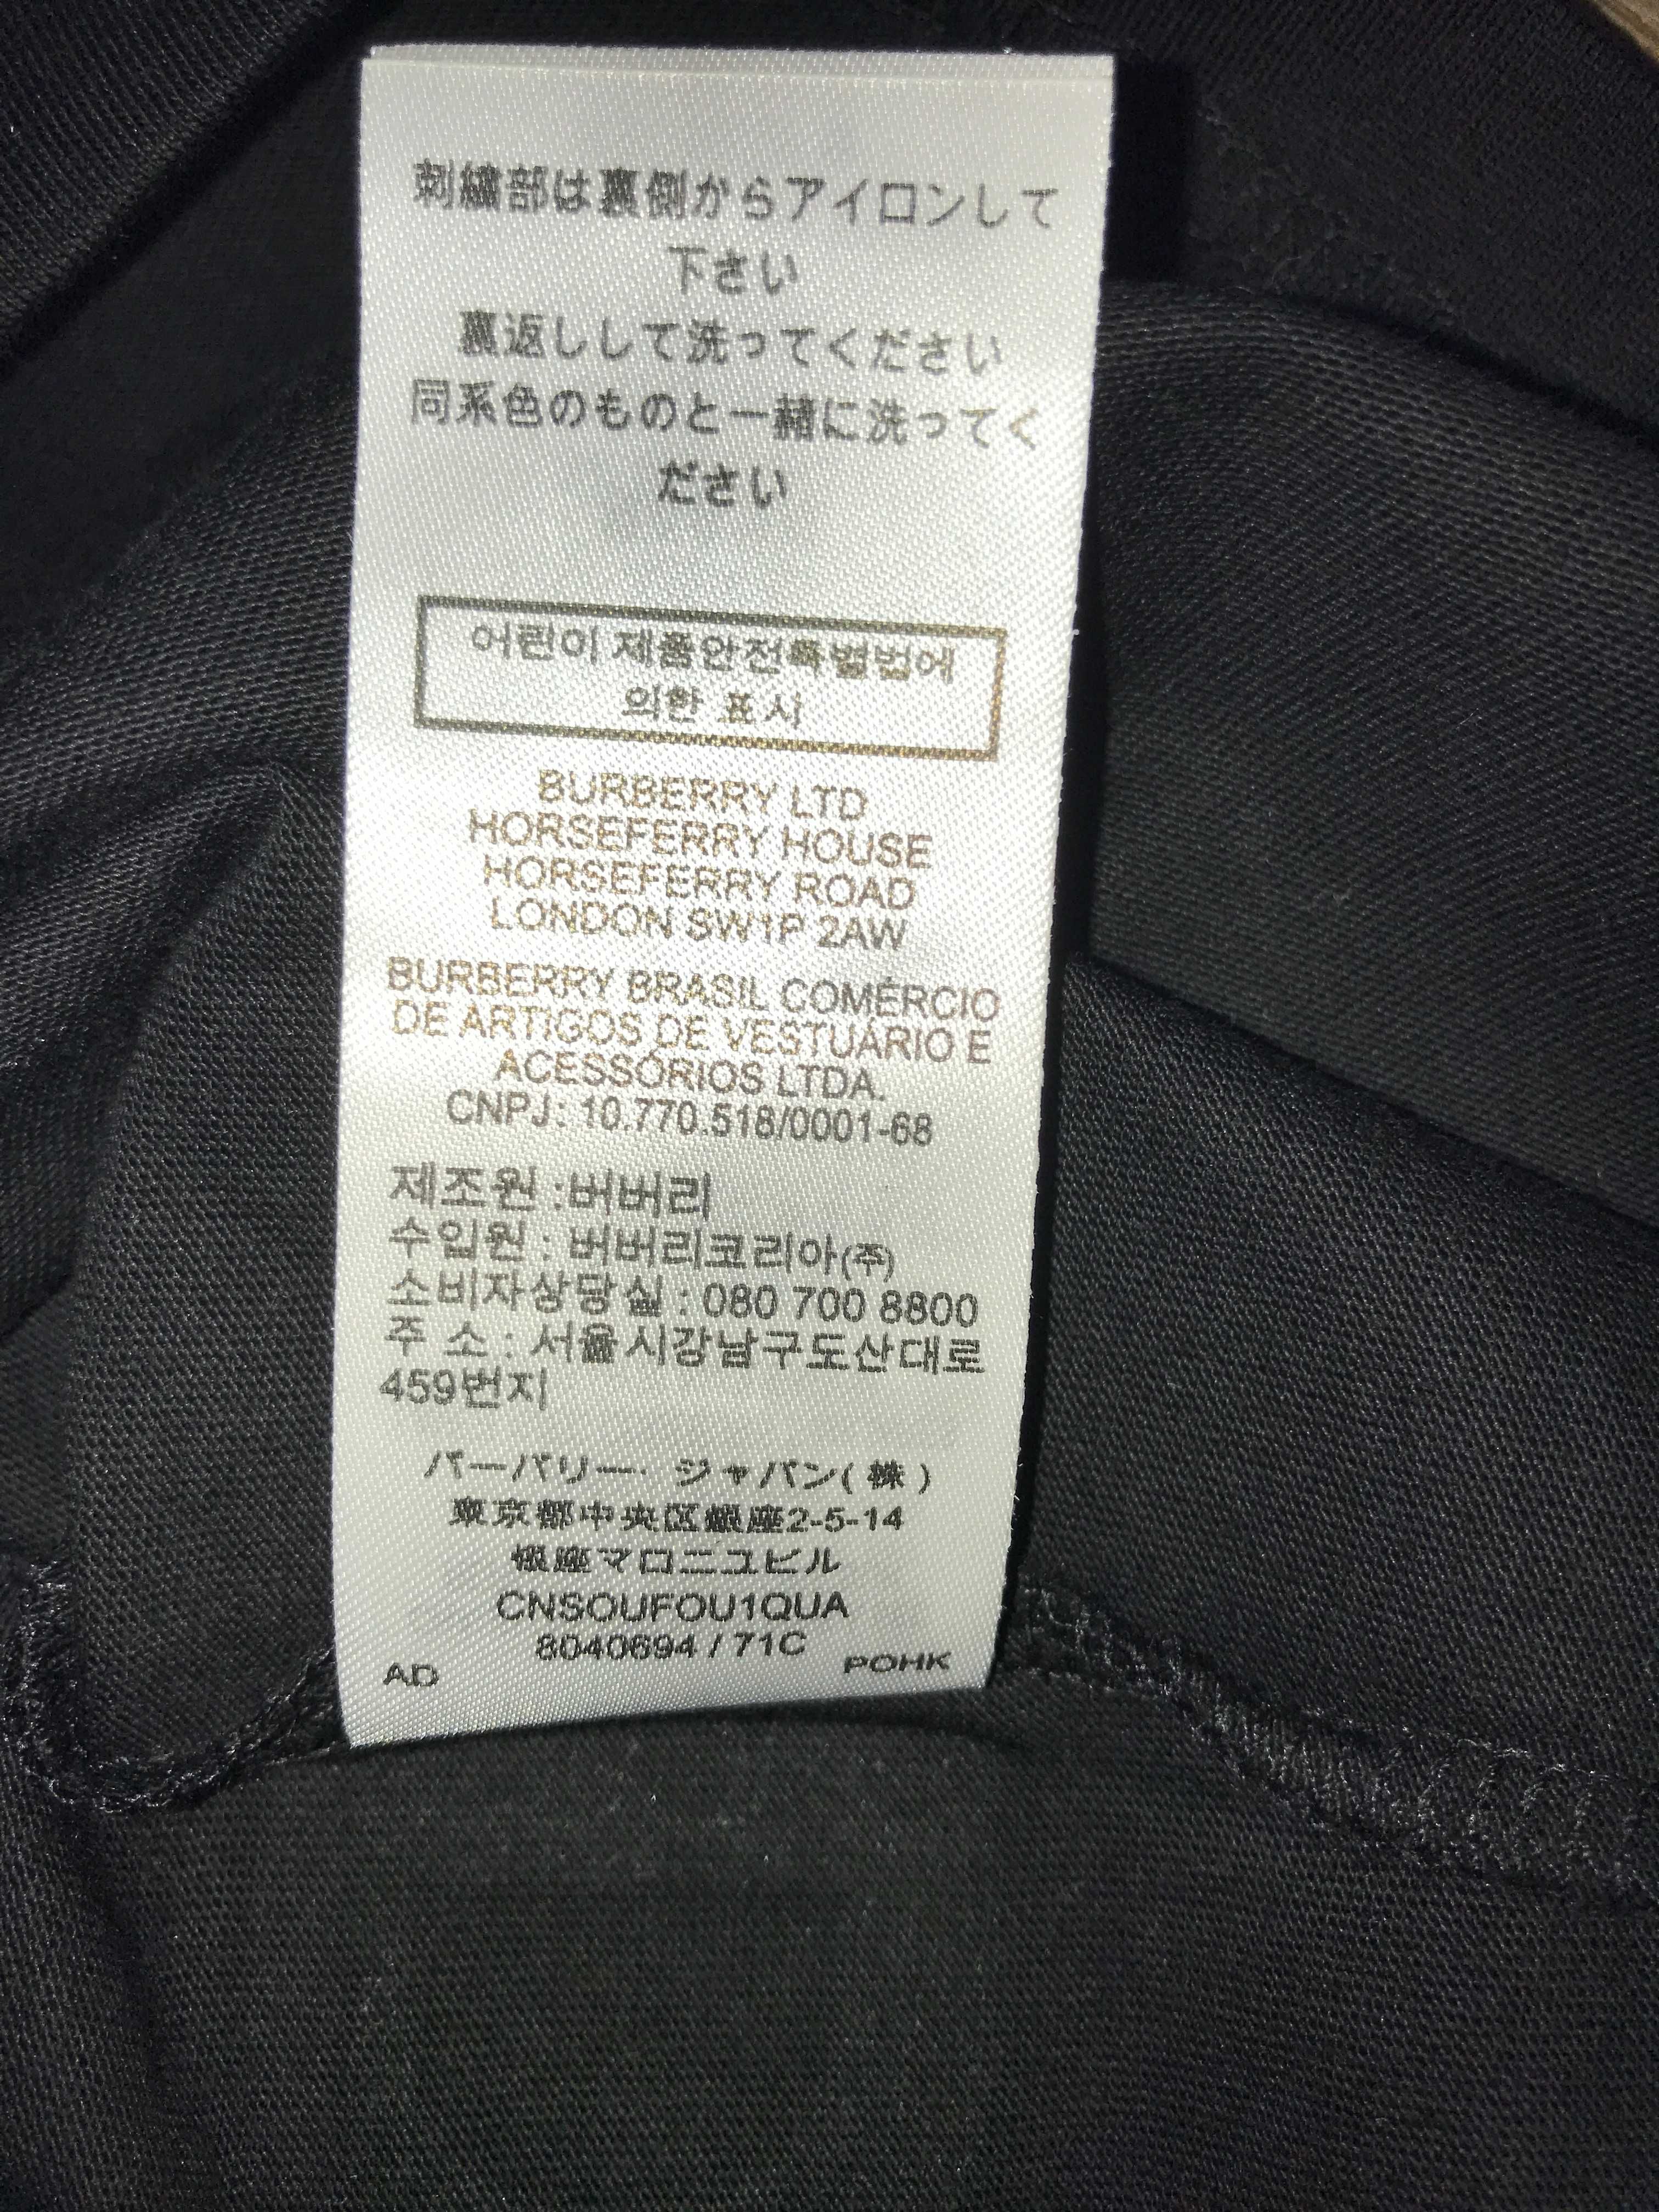 刺繍部は裏側からアイロンして
下さい
裏返しして洗ってください
同系色のものと一緒に洗ってく
ださい
어린이 제품안전특별법에
의한 표시
BURBERRY LTD
HORSEFERRY HOUSE
HORSEFERRY ROAD
LONDON SW1P 2AW
BURBERRY BRASIL COMÉRCIO
DE ARTIGOS DE VESTUÁRIO E
ACESSÓRIOS LTDA.
CNPJ: 10.770.518/0001-68
제조원 :버버리
수입원 : 버버리코리아(주)
소비자상당실 : 080 700 8800
주 소 : 서울시강남구도산대로
459번지
バーバリー· ジャパン( 株 )
東京都中央区銀座2-5-14
銀座マロニエビル
CNSOUFOU1QUA
8040694 / 71C
AD POHK